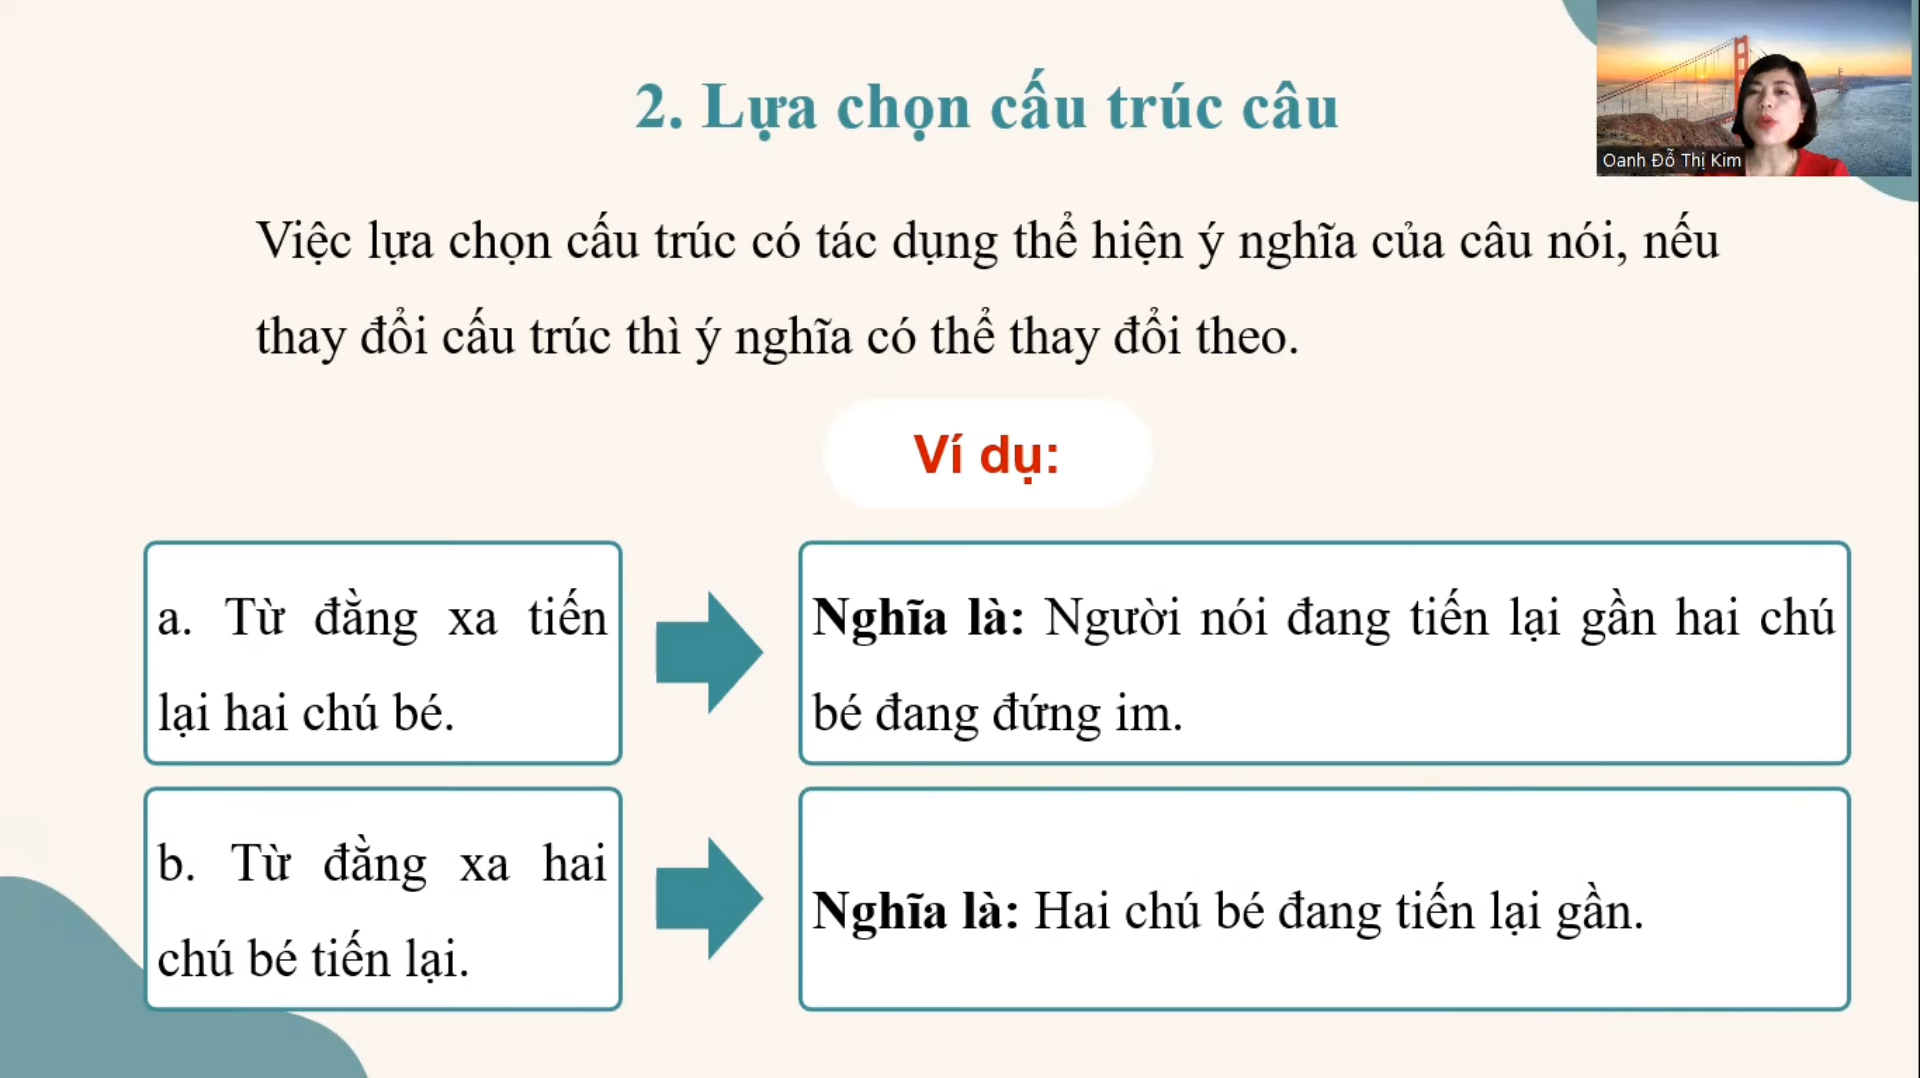 2. Lựa chọn cấu trúc câu
Oanh Đỗ Thị Kim
Việc lựa chọn cấu trúc có tác dụng thể hiện ý nghĩa của câu nói, nếu
thay đổi cấu trúc thì ý nghĩa có thể thay đổi theo.
Ví dụ:
a. Từ đằng xa tiến
lại hai chú bé.
Nghĩa là: Người nói đang tiến lại gần hai chú
bé đang đứng im.
b. Từ đằng xa hai
chú bé tiến lại.
Nghĩa là: Hai chú bé đang tiến lại gần.